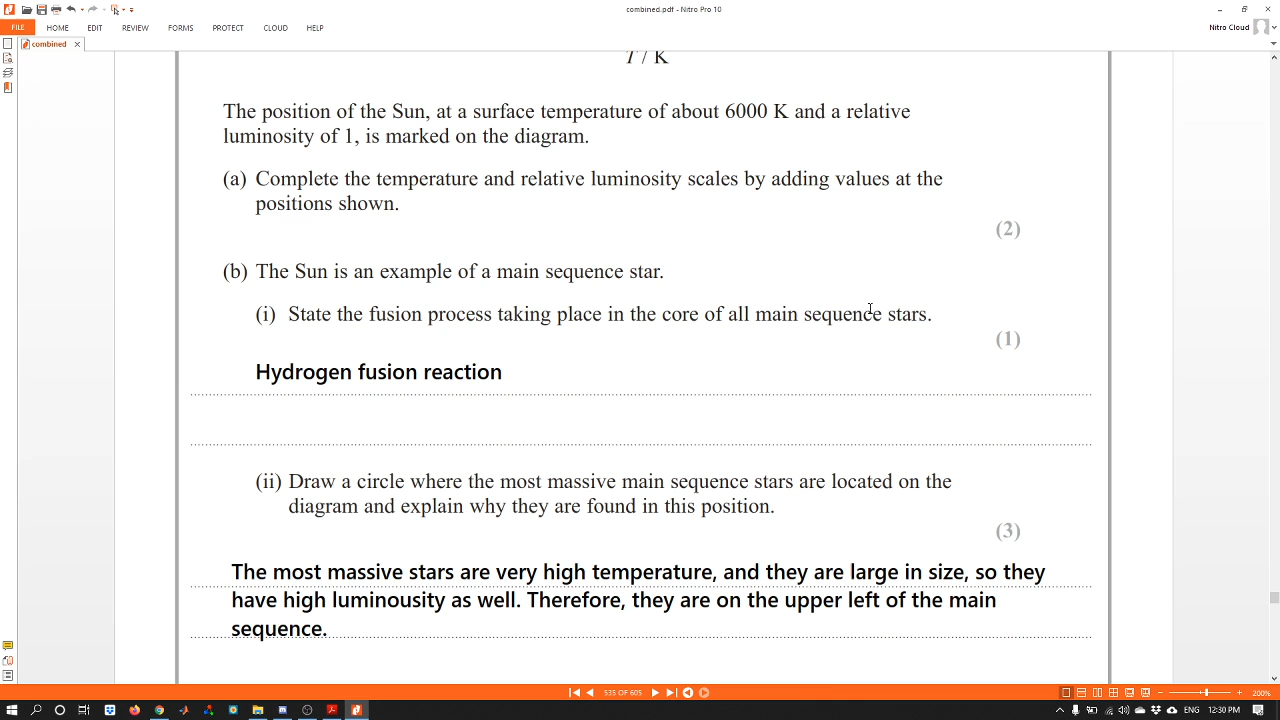 combined.pdf - Nitro Pro 10
FILE HOME EDIT REVIEW FORMS PROTECT CLOUD HELP Nitro Cloud
combined
T / K
The position of the Sun, at a surface temperature of about 6000 K and a relative
luminosity of 1, is marked on the diagram.
(a) Complete the temperature and relative luminosity scales by adding values at the
positions shown.
(2)
(b) The Sun is an example of a main sequence star.
(i) State the fusion process taking place in the core of all main sequence stars.
(1)
Hydrogen fusion reaction
(ii) Draw a circle where the most massive main sequence stars are located on the
diagram and explain why they are found in this position.
(3)
The most massive stars are very high temperature, and they are large in size, so they
have high luminousity as well. Therefore, they are on the upper left of the main
sequence.
535 OF 605 200%
ENG 12:30 PM